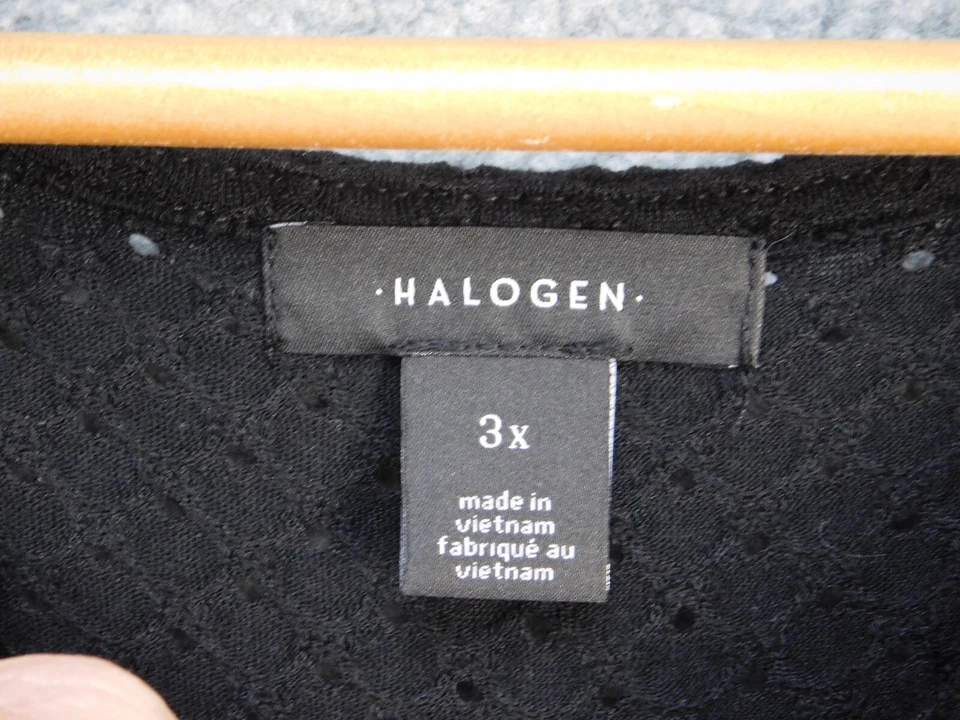 ·HALOGEN·
3x
made in
vietnam
fabriqué au
vietnam